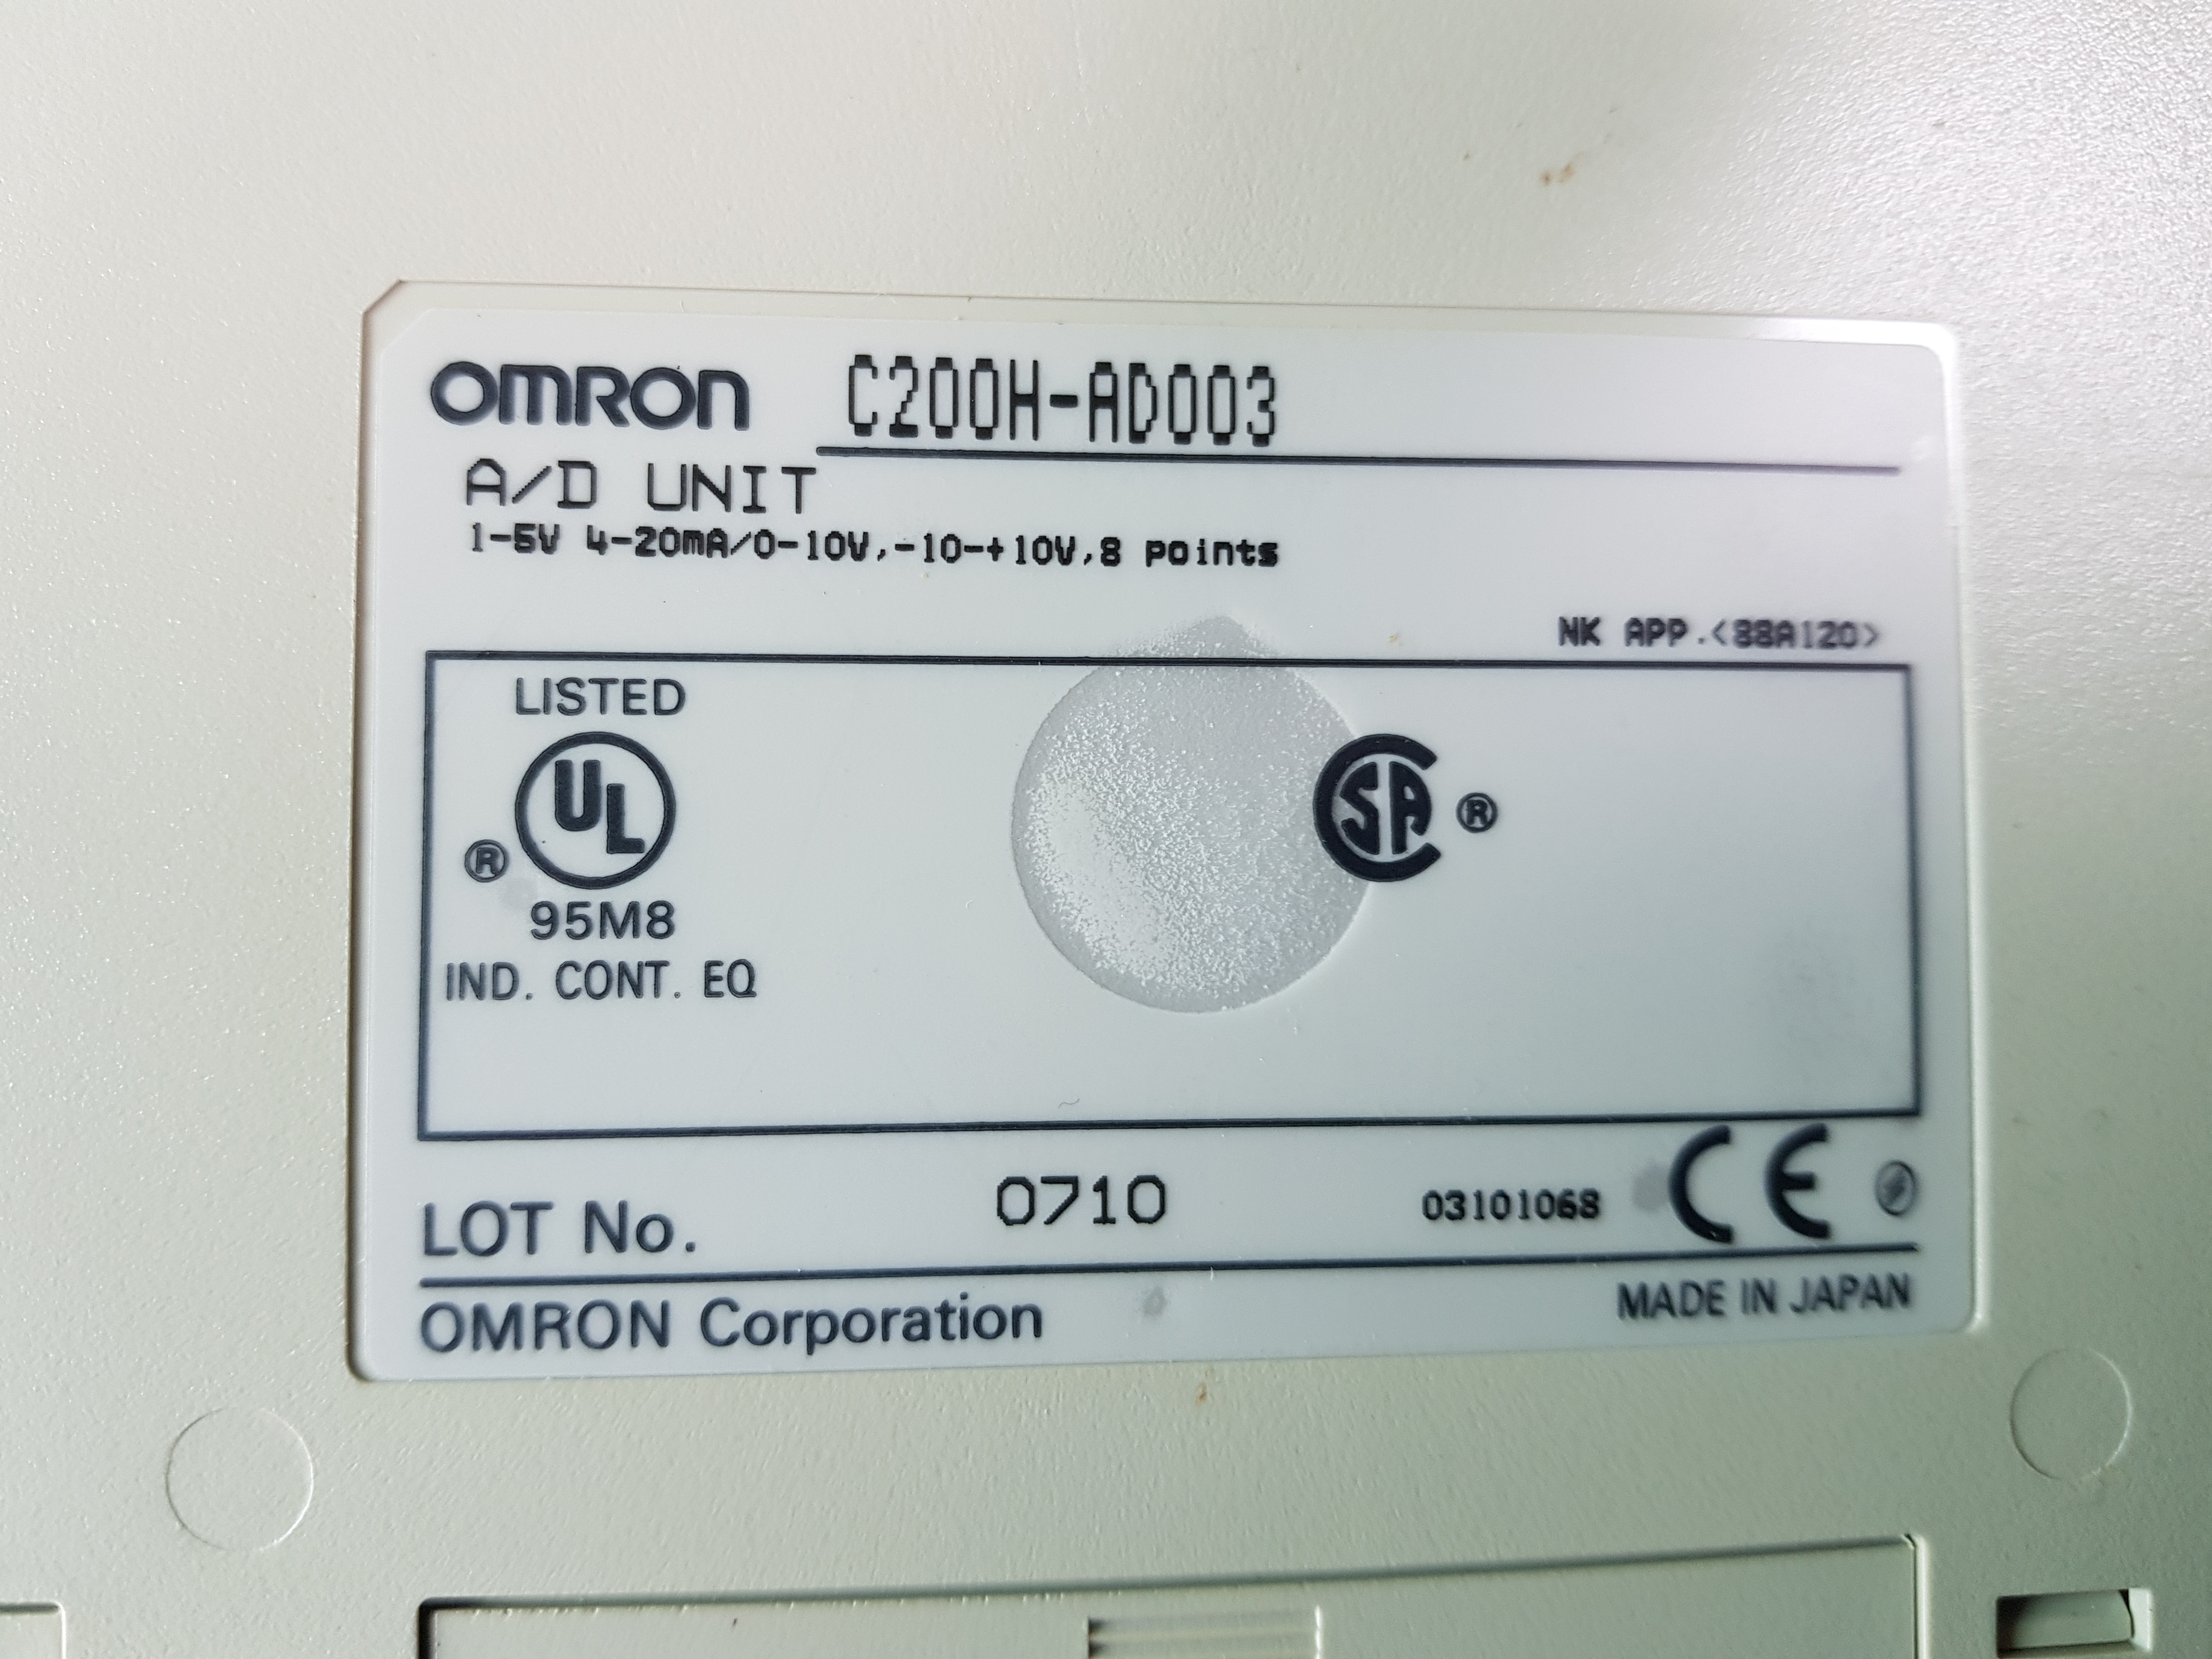 OMRON C200H-AD003
A/D UNIT
1-5V 4-20mA/0-10V,-10-+10V,8 points
NK APP.<88A120>
LISTED
UL
®
95M8
IND. CONT. EQ
CSA ®
LOT No. 0710 03101068 CE
OMRON Corporation MADE IN JAPAN